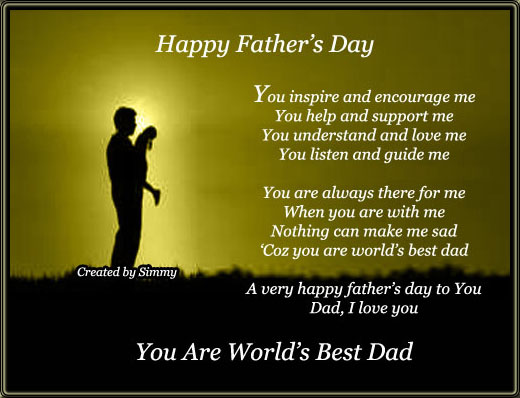 Happy Father's Day
You inspire and encourage me
You help and support me
You understand and love me
You listen and guide me
You are always there for me
When you are with me
Nothing can make me sad
‘Coz you are world's best dad
Created by Simmy
A very happy father's day to You
Dad, I love you
You Are World's Best Dad